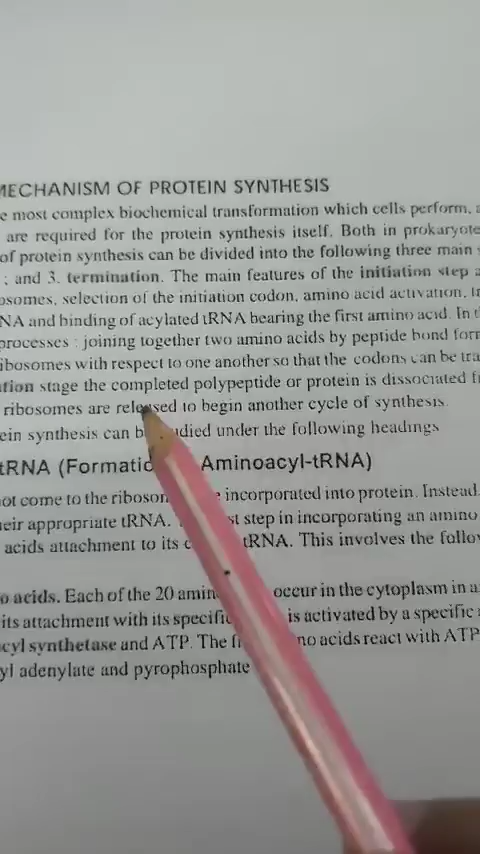 MECHANISM OF PROTEIN SYNTHESIS
e most complex biochemical transformation which cells perform, a
are required for the protein synthesis itself. Both in prokaryote
of protein synthesis can be divided into the following three main
; and 3. termination. The main features of the initiation step a
osomes, selection of the initiation codon, amino acid activation,
NA and binding of acylated tRNA bearing the first amino acid. In
processes : joining together two amino acids by peptide bond form
ibosomes with respect to one another so that the codons can be tra
tion stage the completed polypeptide or protein is dissociated
ribosomes are released to begin another cycle of synthesis.
ein synthesis can b udied under the following headings
tRNA (Formatio Aminoacyl-tRNA)
ot come to the riboson incorporated into protein. Instead.
eir appropriate tRNA. st step in incorporating an amino
acids attachment to its c tRNA. This involves the follov
o acids. Each of the 20 amin occur in the cytoplasm in a
its attachment with its specific is activated by a specific
cyl synthetase and ATP. The f no acids react with ATP
yl adenylate and pyrophosphate